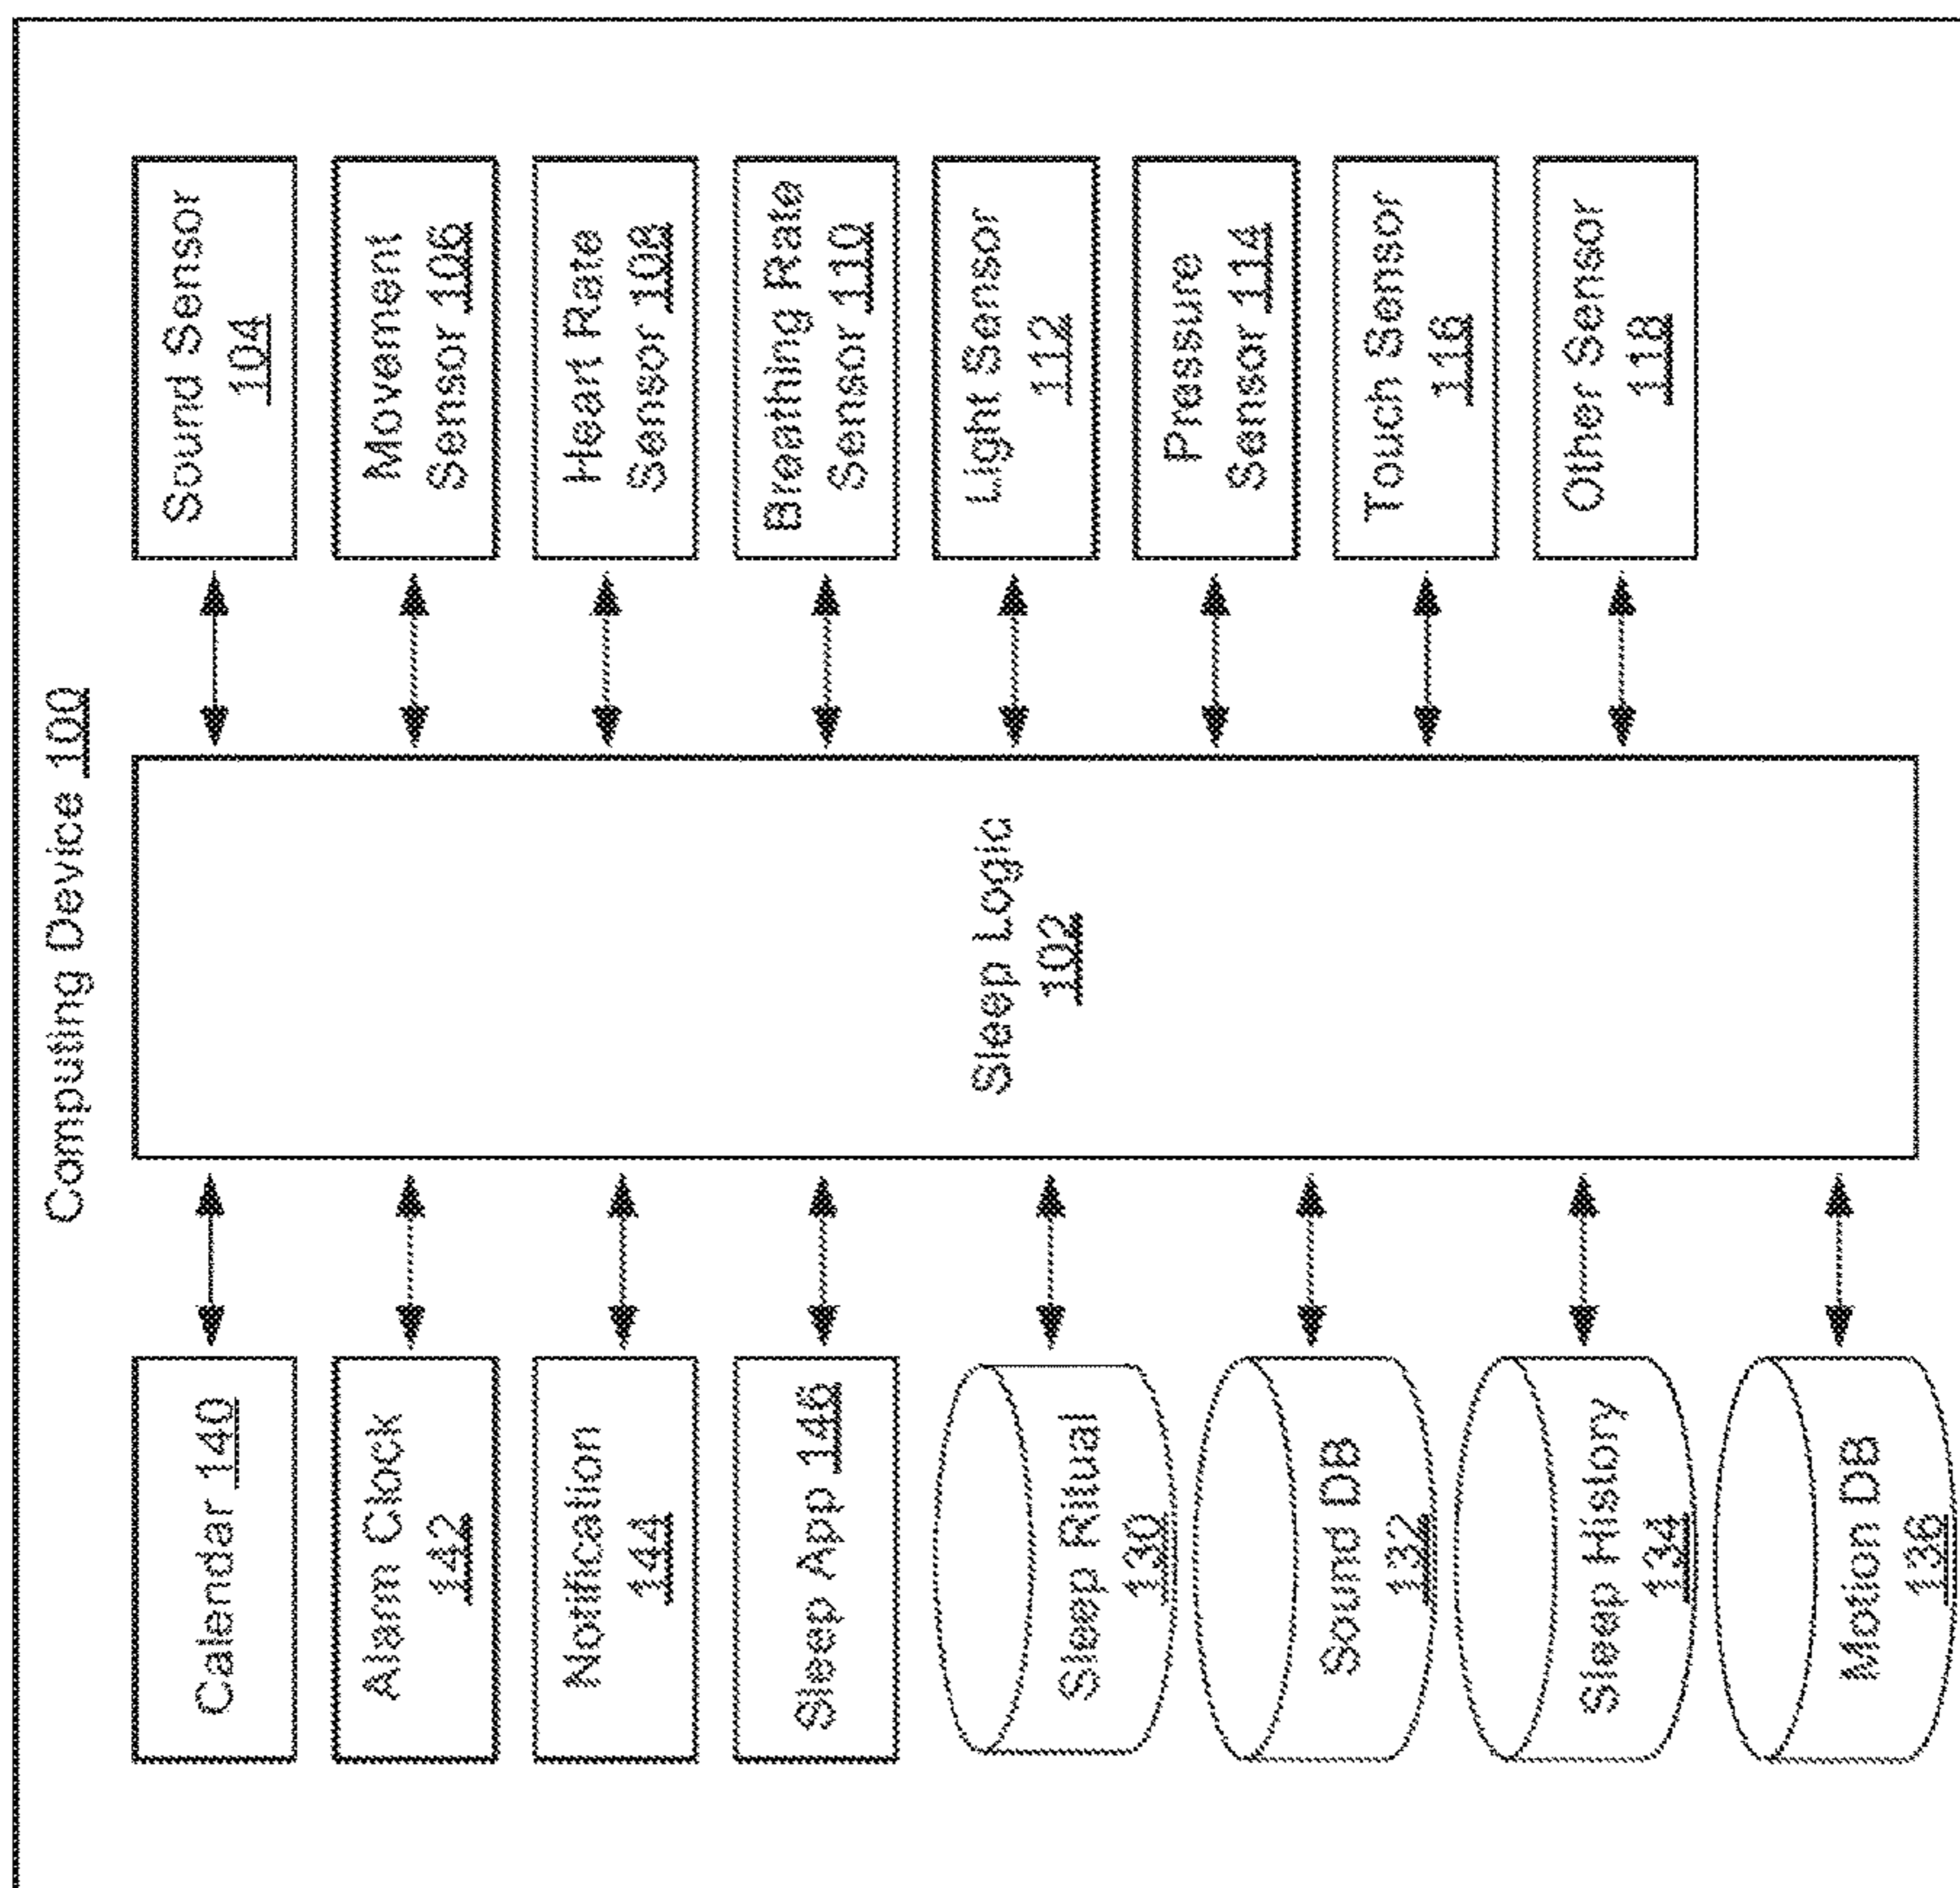 Computing Device 100
Calendar 140
Alarm Clock
142
Notification
144
Sleep App 146
Sleep Ritual
130
Sound DB
132
Sleep History
134
Motion DB
136
Sleep Logic
102
Sound Sensor
104
Movement
Sensor 106
Heart Rate
Sensor 108
Breathing Rate
Sensor 110
Light Sensor
112
Pressure
Sensor 114
Touch Sensor
116
Other Sensor
118